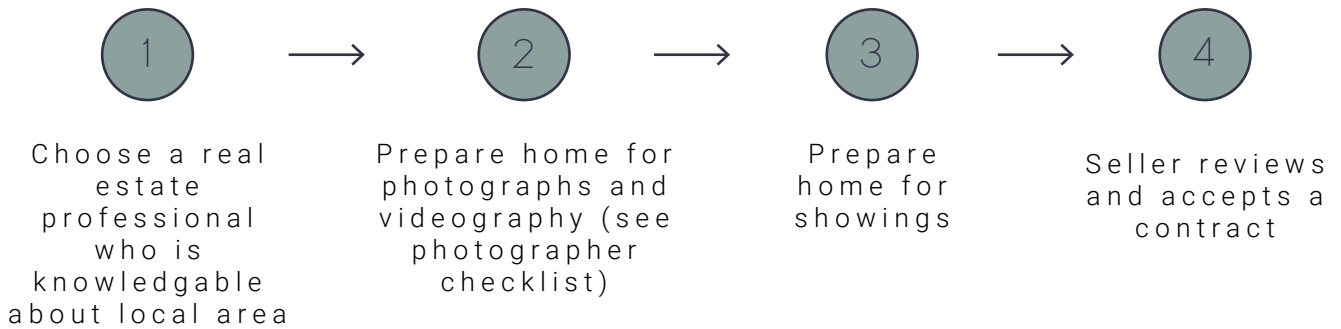 1
2
3
4
Choose a real
estate
professional
who is
knowledgable
about local area
Prepare home for
photographs and
videography (see
photographer
checklist)
Prepare
home for
showings
Seller reviews
and accepts a
contract